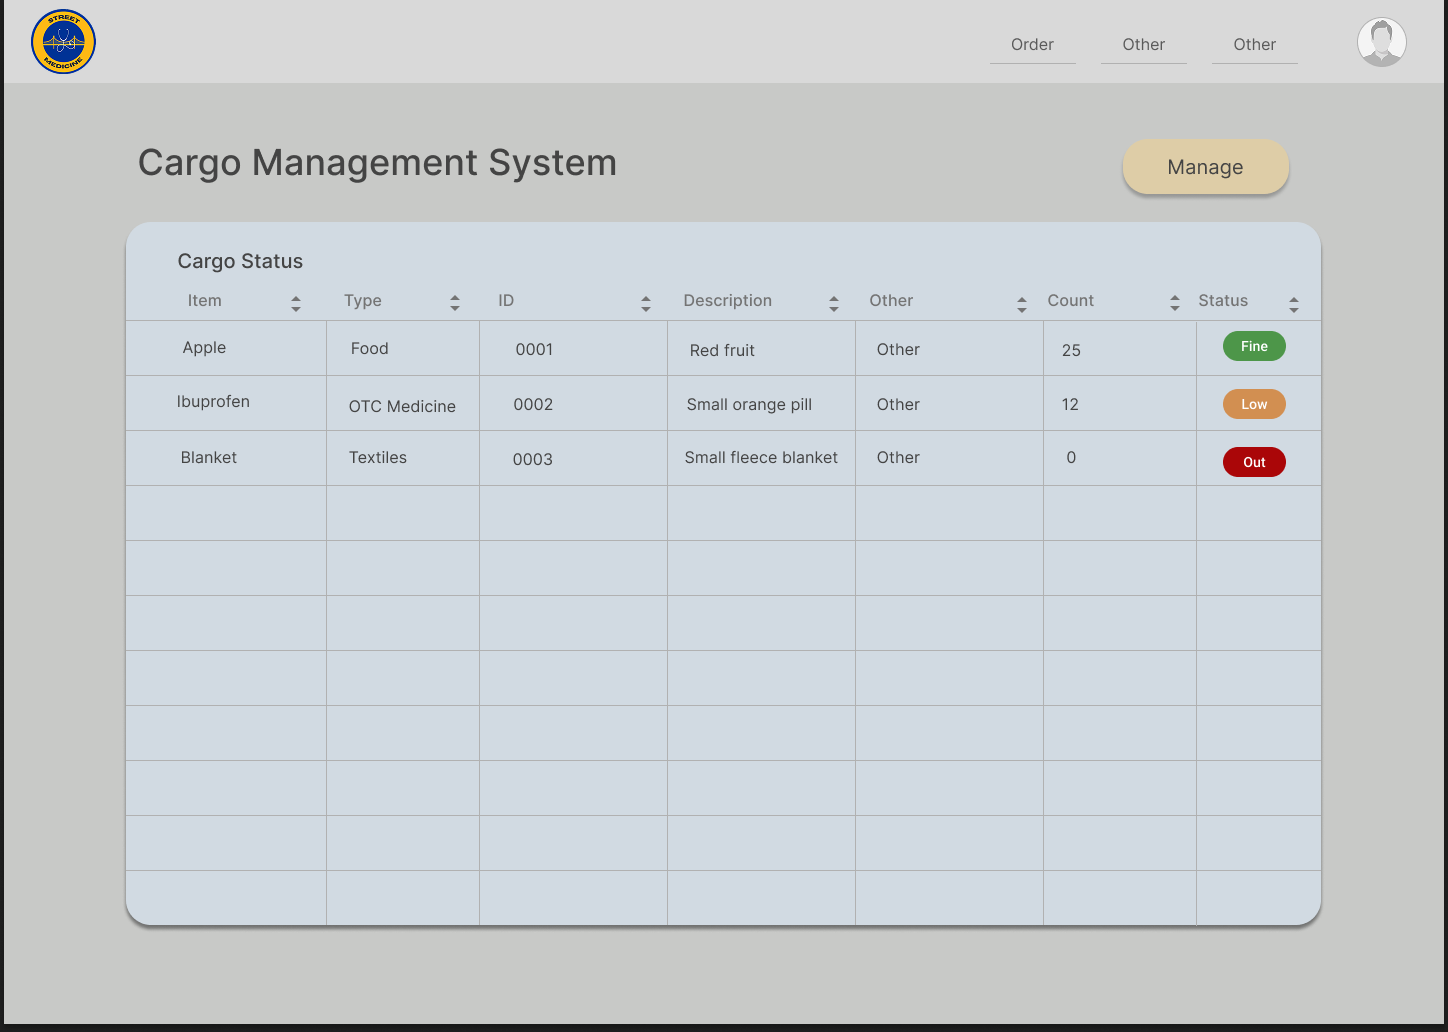 STREET
MEDICINE
Order Other Other
Cargo Management System
Manage
Cargo Status
Item Type ID Description Other Count Status
Apple Food 0001 Red fruit Other 25 Fine
Ibuprofen OTC Medicine 0002 Small orange pill Other 12 Low
Blanket Textiles 0003 Small fleece blanket Other 0 Out